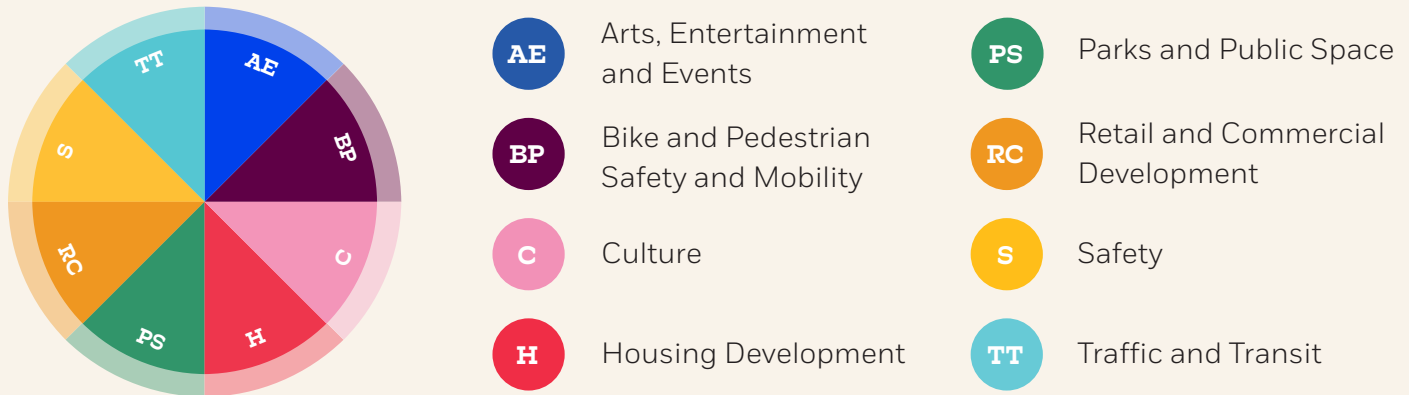 TT
AE
S
BP
RC
C
PS
H
AE
Arts, Entertainment
and Events
BP
Bike and Pedestrian
Safety and Mobility
C
Culture
H
Housing Development
PS
Parks and Public Space
RC
Retail and Commercial
Development
S
Safety
TT
Traffic and Transit